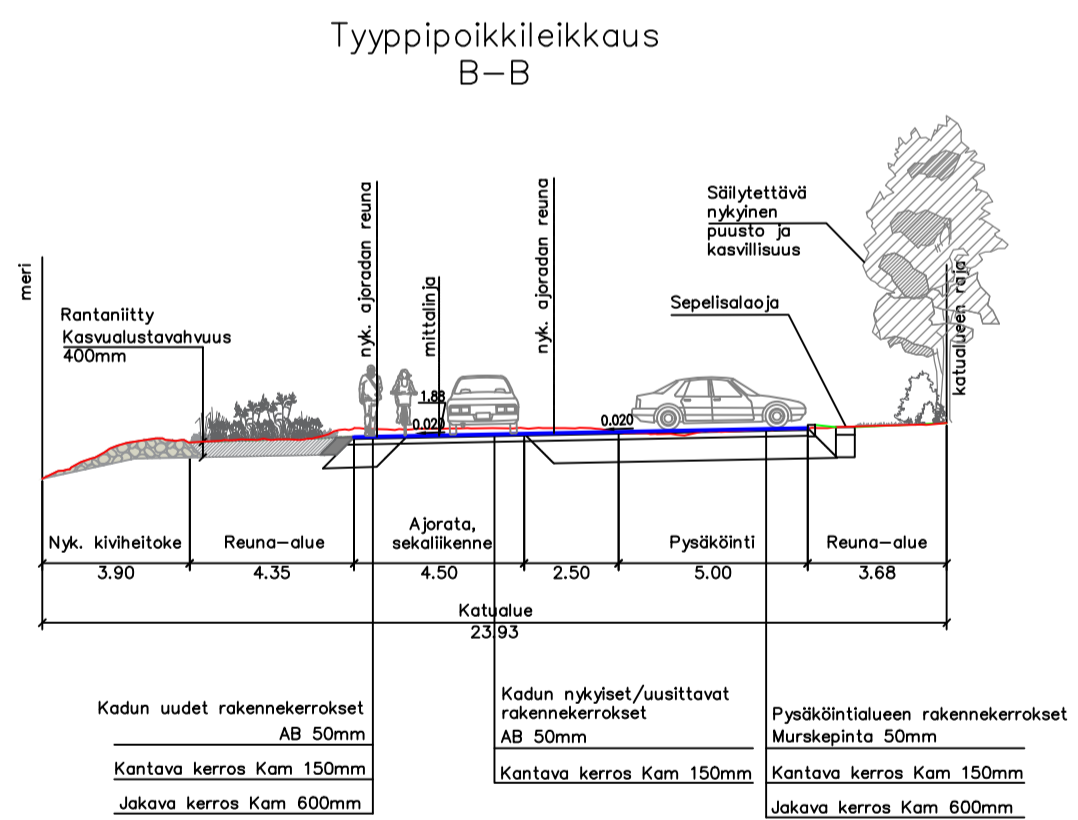 Tyyppipoikkileikkaus
B-B
meri
Rantaniitty
Kasvualustavahvuus
400mm
nyk. ajoradan reuna
mittalinja
1.88
0.020
nyk. ajoradan reuna
0.020
Säilytettävä
nykyinen
puusto ja
kasvillisuus
Sepelisalaoja
katualueen raja
Nyk. kiviheitoke
3.90
Reuna-alue
4.35
Ajorata,
sekaliikenne
4.50
2.50
Pysäköinti
5.00
Reuna-alue
3.68
Katualue
23.93
Kadun uudet rakennekerrokset
AB 50mm
Kantava kerros Kam 150mm
Jakava kerros Kam 600mm
Kadun nykyiset/uusittavat
rakennekerrokset
AB 50mm
Kantava kerros Kam 150mm
Pysäköintialueen rakennekerrokset
Murskepinta 50mm
Kantava kerros Kam 150mm
Jakava kerros Kam 600mm